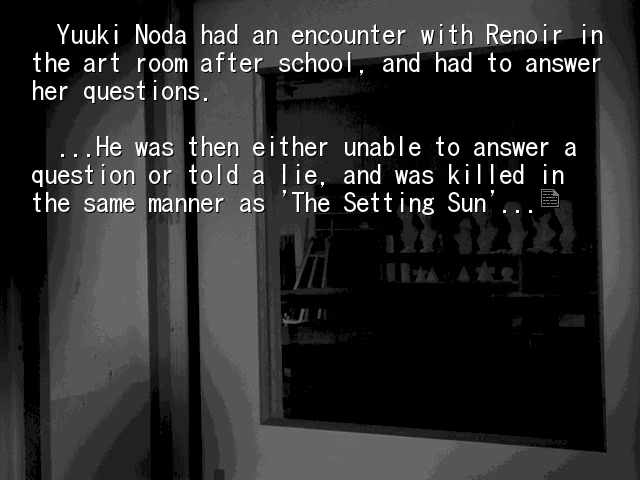 Yuuki Noda had an encounter with Renoir in
the art room after school, and had to answer
her questions.
...He was then either unable to answer a
question or told a lie, and was killed in
the same manner as 'The Setting Sun'...